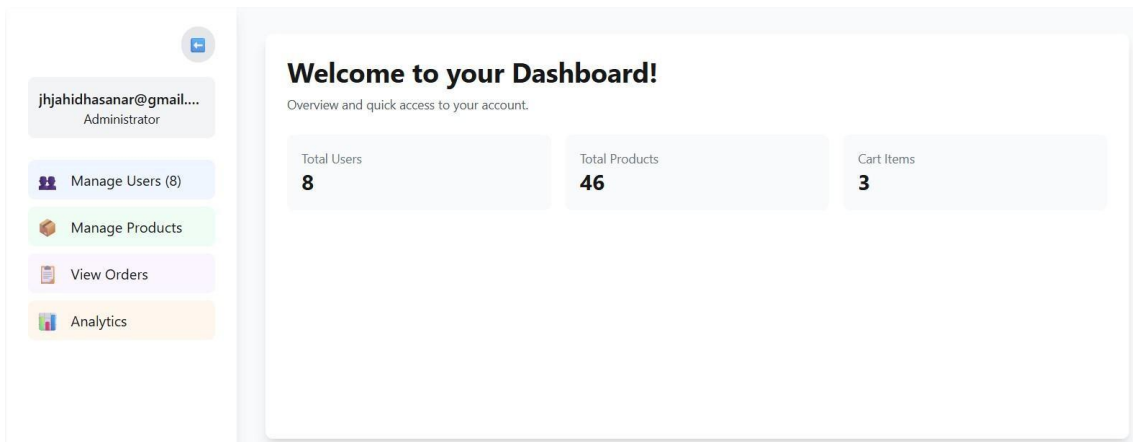 jhjahidhasanar@gmail....
Administrator
Manage Users (8)
Manage Products
View Orders
Analytics
Welcome to your Dashboard!
Overview and quick access to your account.
Total Users
8
Total Products
46
Cart Items
3